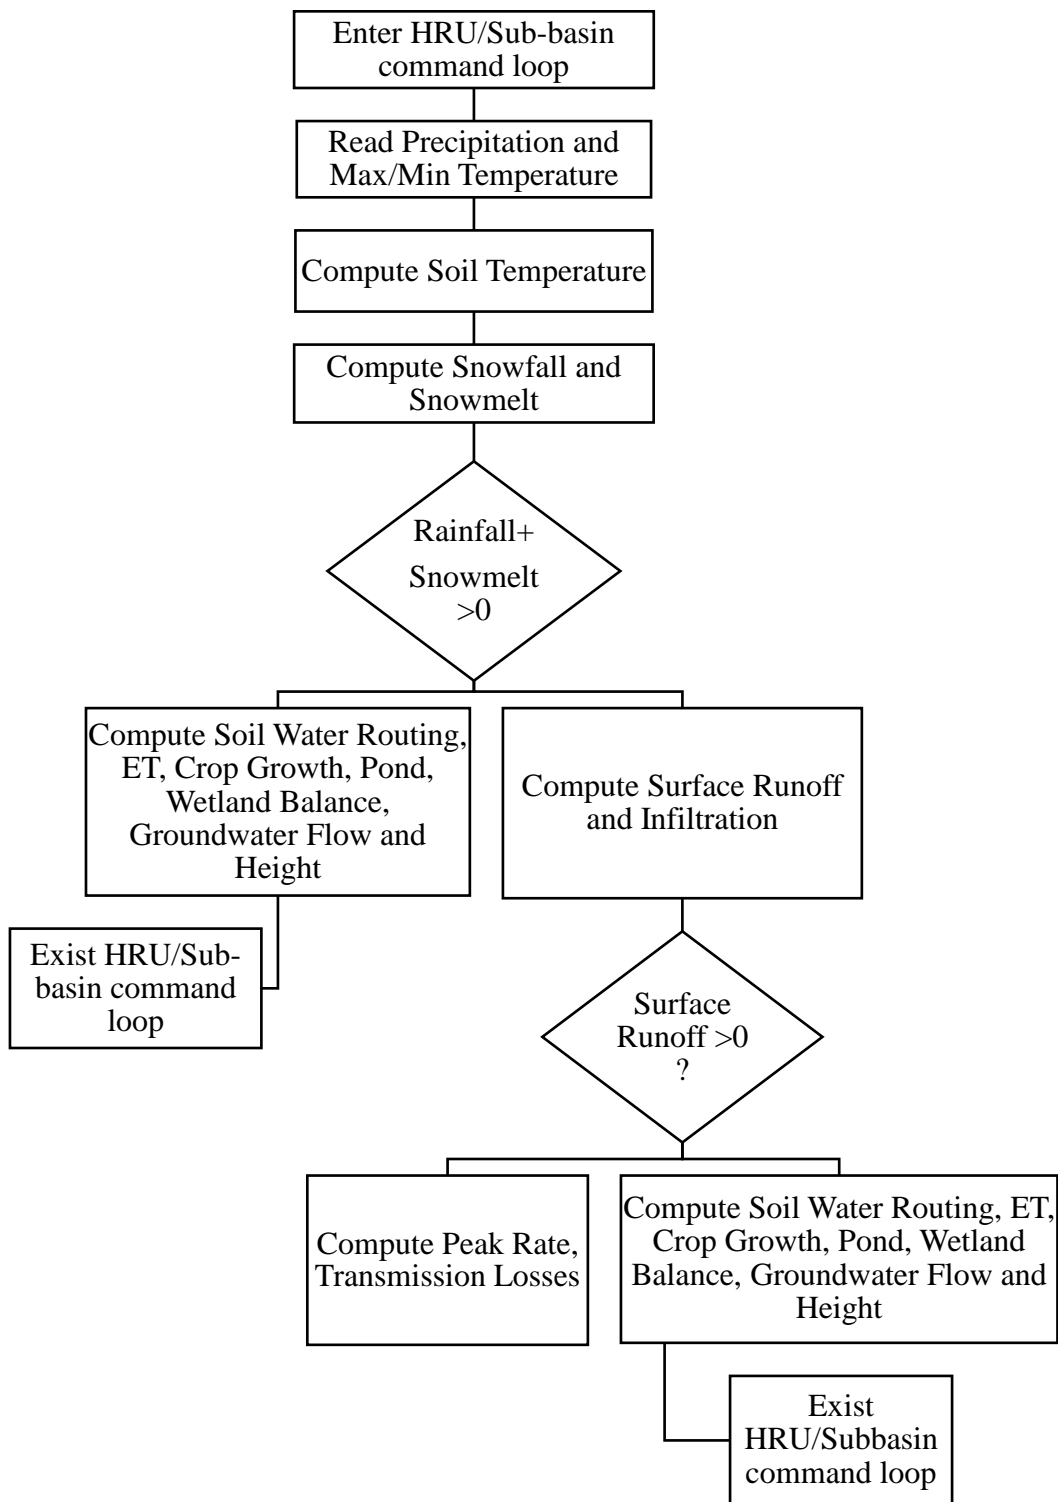 Enter HRU/Sub-basin
command loop
Read Precipitation and
Max/Min Temperature
Compute Soil Temperature
Compute Snowfall and
Snowmelt
Rainfall+
Snowmelt
>0
Compute Soil Water Routing,
ET, Crop Growth, Pond,
Wetland Balance,
Groundwater Flow and
Height
Compute Surface Runoff
and Infiltration
Exist HRU/Sub-
basin command
loop
Surface
Runoff >0
?
Compute Peak Rate,
Transmission Losses
Compute Soil Water Routing, ET,
Crop Growth, Pond, Wetland
Balance, Groundwater Flow and
Height
Exist
HRU/Subbasin
command loop